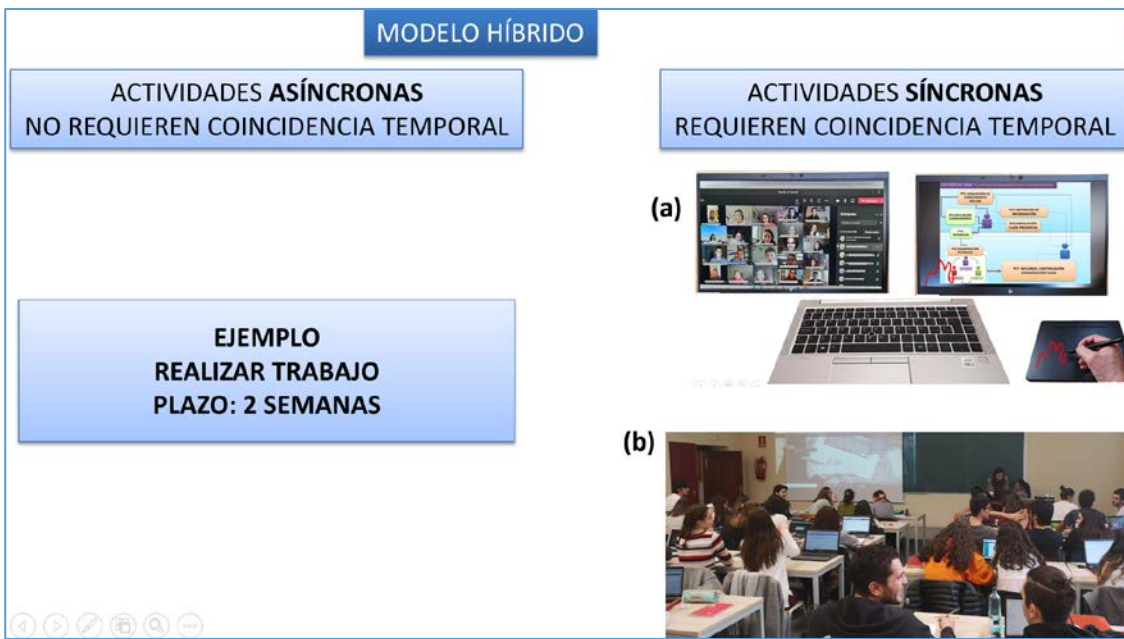 MODELO HÍBRIDO
ACTIVIDADES ASÍNCRONAS
NO REQUIEREN COINCIDENCIA TEMPORAL
ACTIVIDADES SÍNCRONAS
REQUIEREN COINCIDENCIA TEMPORAL
(a)
EJEMPLO
REALIZAR TRABAJO
PLAZO: 2 SEMANAS
(b)